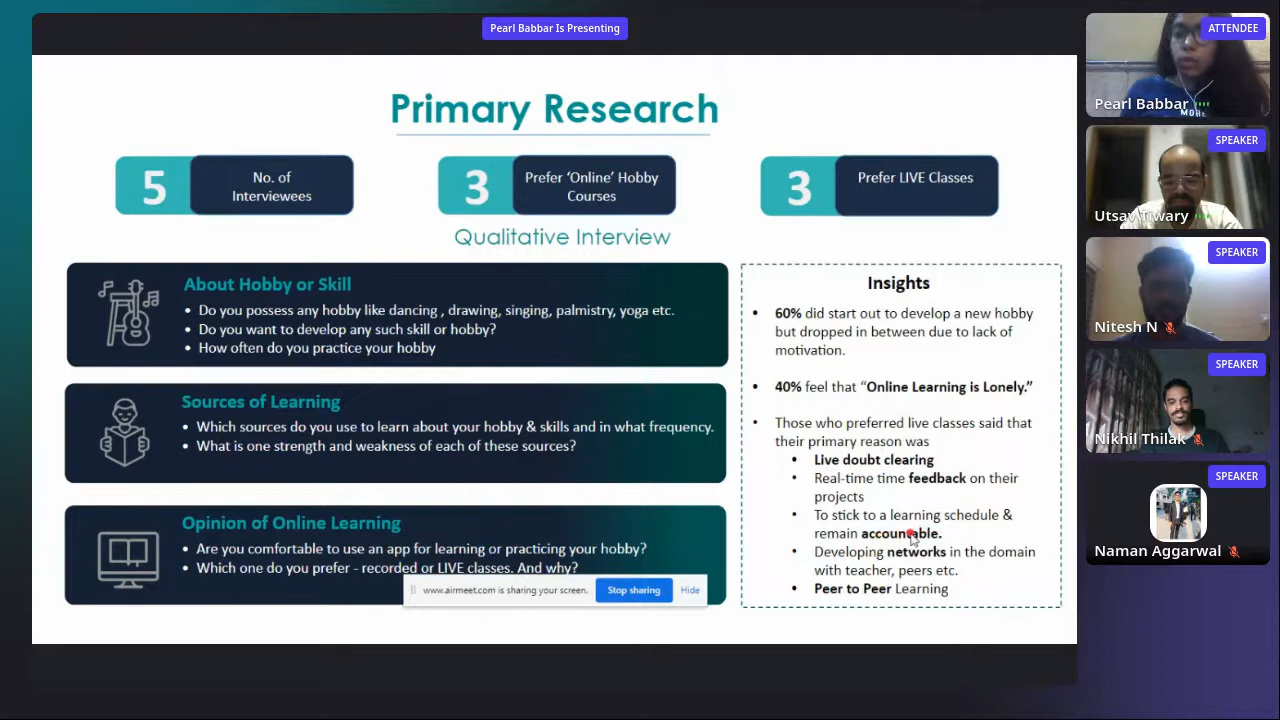 Pearl Babbar Is Presenting
Primary Research
5
No. of
Interviewees
3
Prefer ‘Online’ Hobby
Courses
3
Prefer LIVE Classes
Qualitative Interview
About Hobby or Skill
• Do you possess any hobby like dancing , drawing, singing, palmistry, yoga etc.
• Do you want to develop any such skill or hobby?
• How often do you practice your hobby
Sources of Learning
• Which sources do you use to learn about your hobby & skills and in what frequency.
• What is one strength and weakness of each of these sources?
Opinion of Online Learning
• Are you comfortable to use an app for learning or practicing your hobby?
• Which one do you prefer - recorded or LIVE classes. And why?
www.airmeet.com is sharing your screen.
Stop sharing
Hide
Insights
• 60% did start out to develop a new hobby
but dropped in between due to lack of
motivation.
• 40% feel that “Online Learning is Lonely.”
• Those who preferred live classes said that
their primary reason was
• Live doubt clearing
• Real-time time feedback on their
projects
• To stick to a learning schedule &
remain accountable.
• Developing networks in the domain
with teacher, peers etc.
• Peer to Peer Learning
ATTENDEE
MORE
Pearl Babbar
SPEAKER
Utsav Tiwary
SPEAKER
Nitesh N
SPEAKER
Nikhil Thilak
SPEAKER
Naman Aggarwal